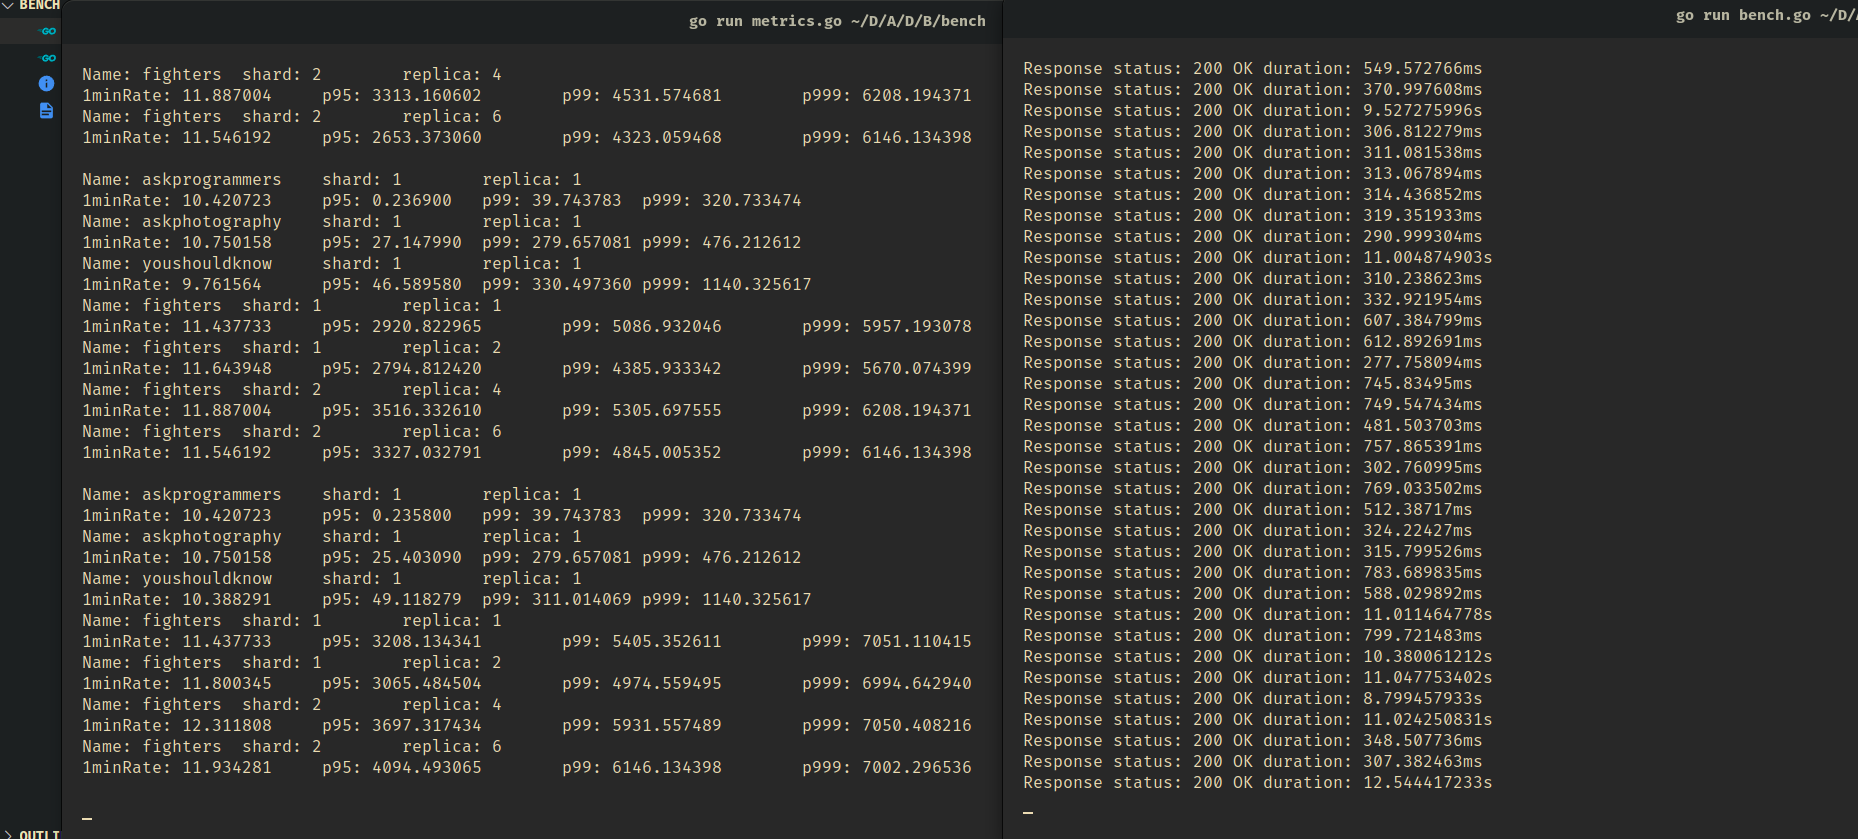 BENCH
GO
GO
OUTLI
go run metrics.go ~/D/A/D/B/bench
Name: fighters shard: 2 replica: 4
1minRate: 11.887004 p95: 3313.160602 p99: 4531.574681 p999: 6208.194371
Name: fighters shard: 2 replica: 6
1minRate: 11.546192 p95: 2653.373060 p99: 4323.059468 p999: 6146.134398
Name: askprogrammers shard: 1 replica: 1
1minRate: 10.420723 p95: 0.236900 p99: 39.743783 p999: 320.733474
Name: askphotography shard: 1 replica: 1
1minRate: 10.750158 p95: 27.147990 p99: 279.657081 p999: 476.212612
Name: youshouldknow shard: 1 replica: 1
1minRate: 9.761564 p95: 46.589580 p99: 330.497360 p999: 1140.325617
Name: fighters shard: 1 replica: 1
1minRate: 11.437733 p95: 2920.822965 p99: 5086.932046 p999: 5957.193078
Name: fighters shard: 1 replica: 2
1minRate: 11.643948 p95: 2794.812420 p99: 4385.933342 p999: 5670.074399
Name: fighters shard: 2 replica: 4
1minRate: 11.887004 p95: 3516.332610 p99: 5305.697555 p999: 6208.194371
Name: fighters shard: 2 replica: 6
1minRate: 11.546192 p95: 3327.032791 p99: 4845.005352 p999: 6146.134398
Name: askprogrammers shard: 1 replica: 1
1minRate: 10.420723 p95: 0.235800 p99: 39.743783 p999: 320.733474
Name: askphotography shard: 1 replica: 1
1minRate: 10.750158 p95: 25.403090 p99: 279.657081 p999: 476.212612
Name: youshouldknow shard: 1 replica: 1
1minRate: 10.388291 p95: 49.118279 p99: 311.014069 p999: 1140.325617
Name: fighters shard: 1 replica: 1
1minRate: 11.437733 p95: 3208.134341 p99: 5405.352611 p999: 7051.110415
Name: fighters shard: 1 replica: 2
1minRate: 11.800345 p95: 3065.484504 p99: 4974.559495 p999: 6994.642940
Name: fighters shard: 2 replica: 4
1minRate: 12.311808 p95: 3697.317434 p99: 5931.557489 p999: 7050.408216
Name: fighters shard: 2 replica: 6
1minRate: 11.934281 p95: 4094.493065 p99: 6146.134398 p999: 7002.296536
go run bench.go ~/D/
Response status: 200 OK duration: 549.572766ms
Response status: 200 OK duration: 370.997608ms
Response status: 200 OK duration: 9.527275996s
Response status: 200 OK duration: 306.812279ms
Response status: 200 OK duration: 311.081538ms
Response status: 200 OK duration: 313.067894ms
Response status: 200 OK duration: 314.436852ms
Response status: 200 OK duration: 319.351933ms
Response status: 200 OK duration: 290.999304ms
Response status: 200 OK duration: 11.004874903s
Response status: 200 OK duration: 310.238623ms
Response status: 200 OK duration: 332.921954ms
Response status: 200 OK duration: 607.384799ms
Response status: 200 OK duration: 612.892691ms
Response status: 200 OK duration: 277.758094ms
Response status: 200 OK duration: 745.83495ms
Response status: 200 OK duration: 749.547434ms
Response status: 200 OK duration: 481.503703ms
Response status: 200 OK duration: 757.865391ms
Response status: 200 OK duration: 302.760995ms
Response status: 200 OK duration: 769.033502ms
Response status: 200 OK duration: 512.38717ms
Response status: 200 OK duration: 324.22427ms
Response status: 200 OK duration: 315.799526ms
Response status: 200 OK duration: 783.689835ms
Response status: 200 OK duration: 588.029892ms
Response status: 200 OK duration: 11.011464778s
Response status: 200 OK duration: 799.721483ms
Response status: 200 OK duration: 10.380061212s
Response status: 200 OK duration: 11.047753402s
Response status: 200 OK duration: 8.799457933s
Response status: 200 OK duration: 11.024250831s
Response status: 200 OK duration: 348.507736ms
Response status: 200 OK duration: 307.382463ms
Response status: 200 OK duration: 12.544417233s